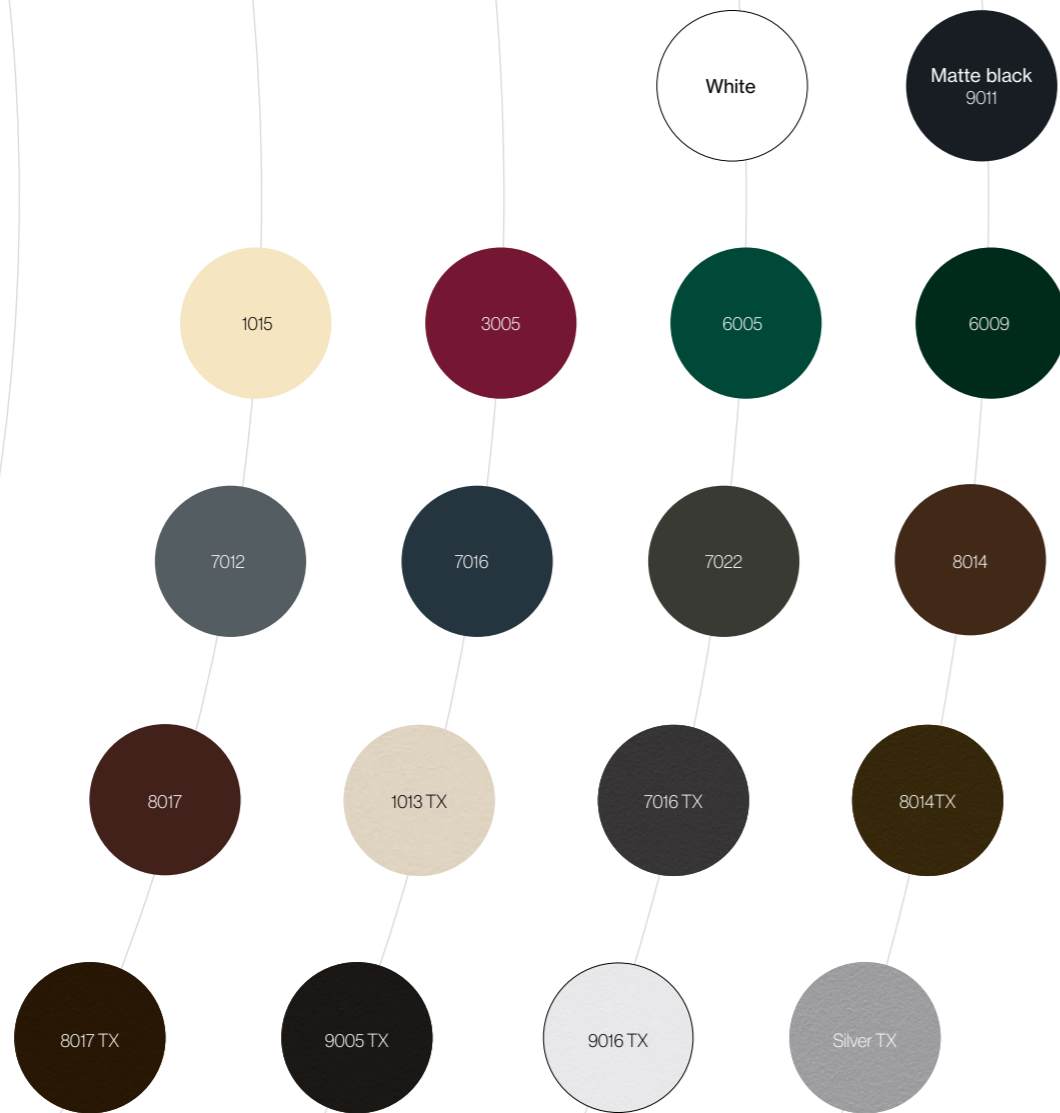 White
Matte black
9011
1015
3005
6005
6009
7012
7016
7022
8014
8017
1013 TX
7016 TX
8014TX
8017 TX
9005 TX
9016 TX
Silver TX